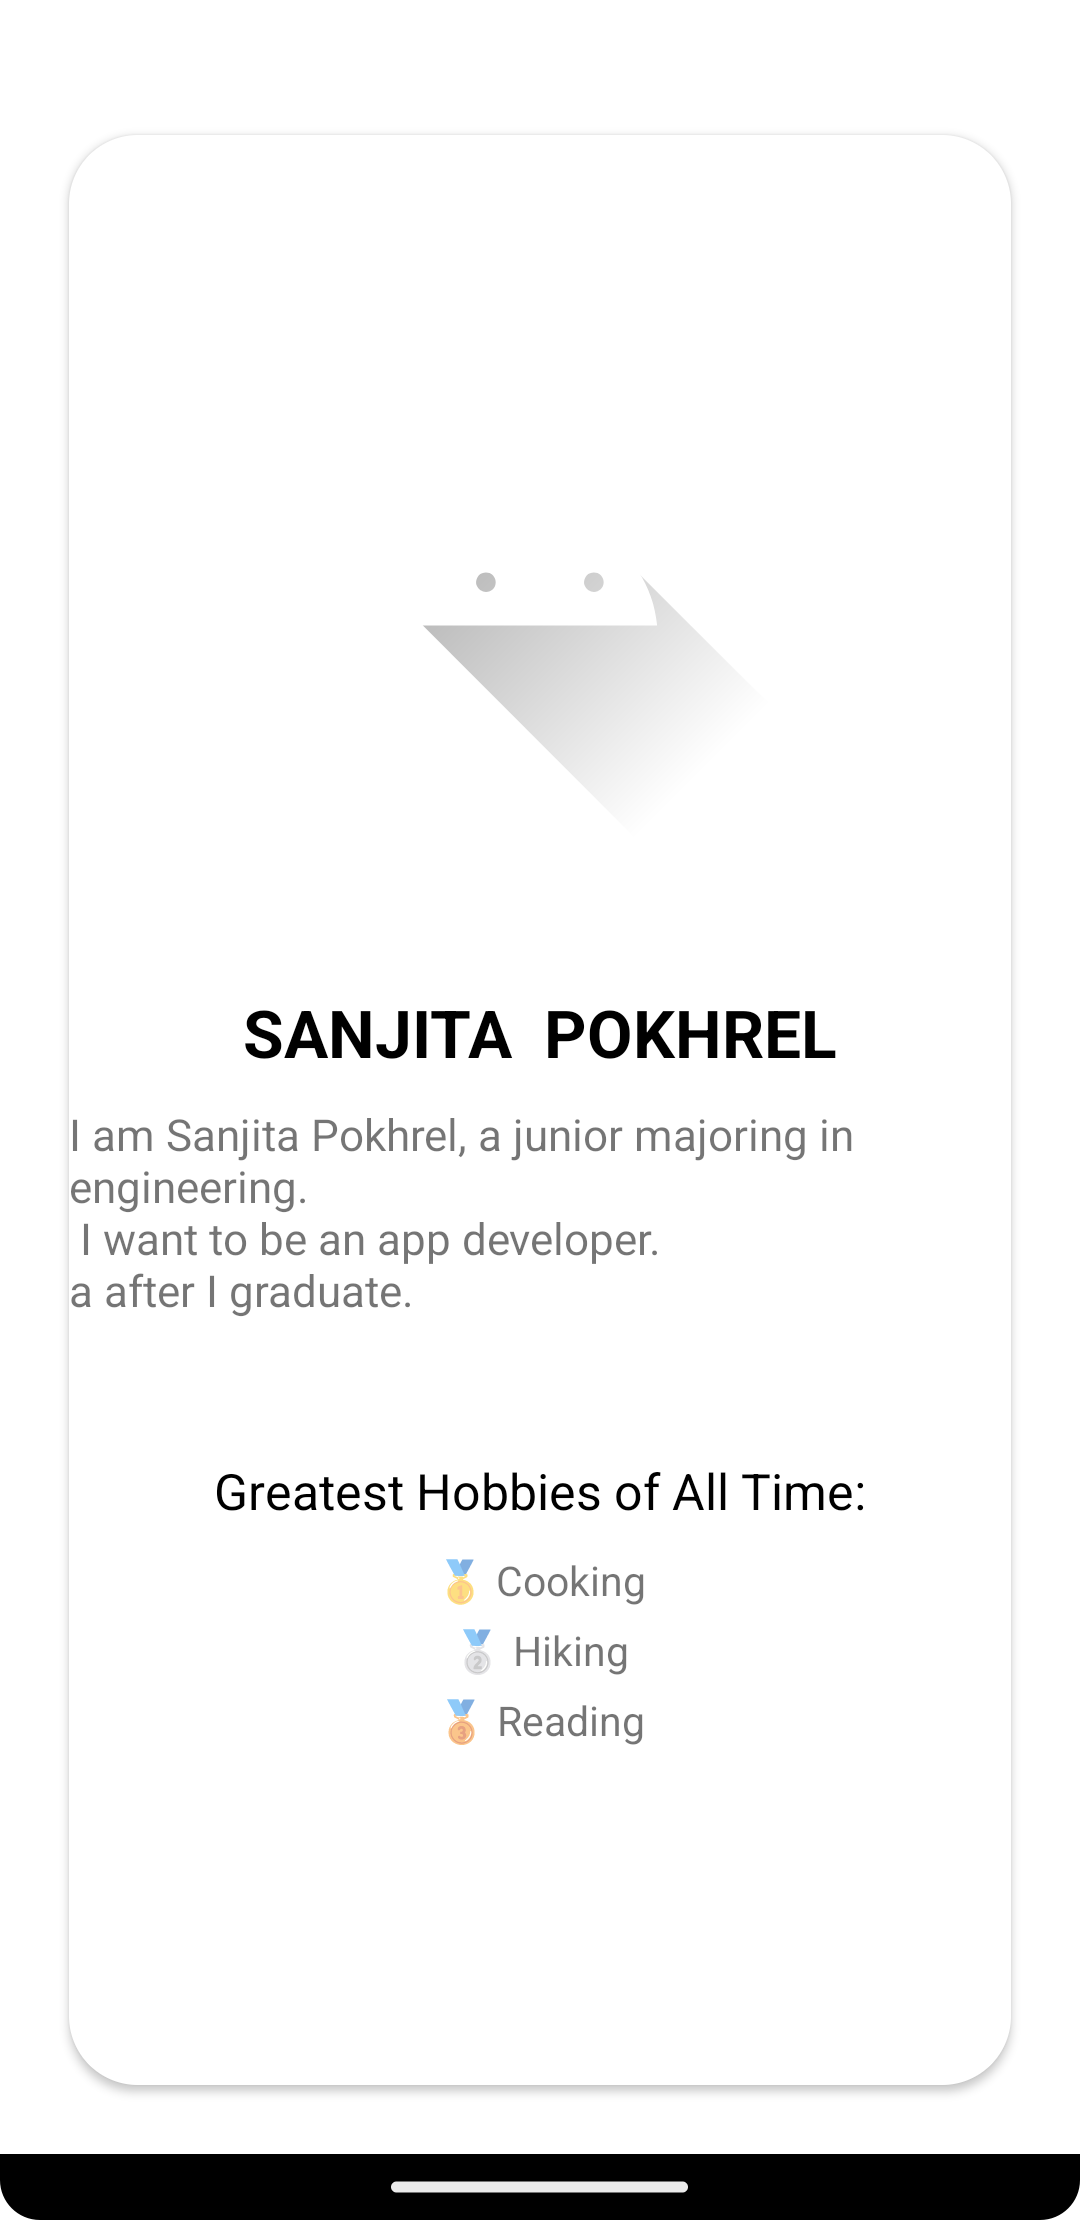 SANJITA  POKHREL
I am Sanjita Pokhrel, a junior majoring in
engineering.
 I want to be an app developer.
a after I graduate.
Greatest Hobbies of All Time:
🥇 Cooking
🥈 Hiking
🥉 Reading